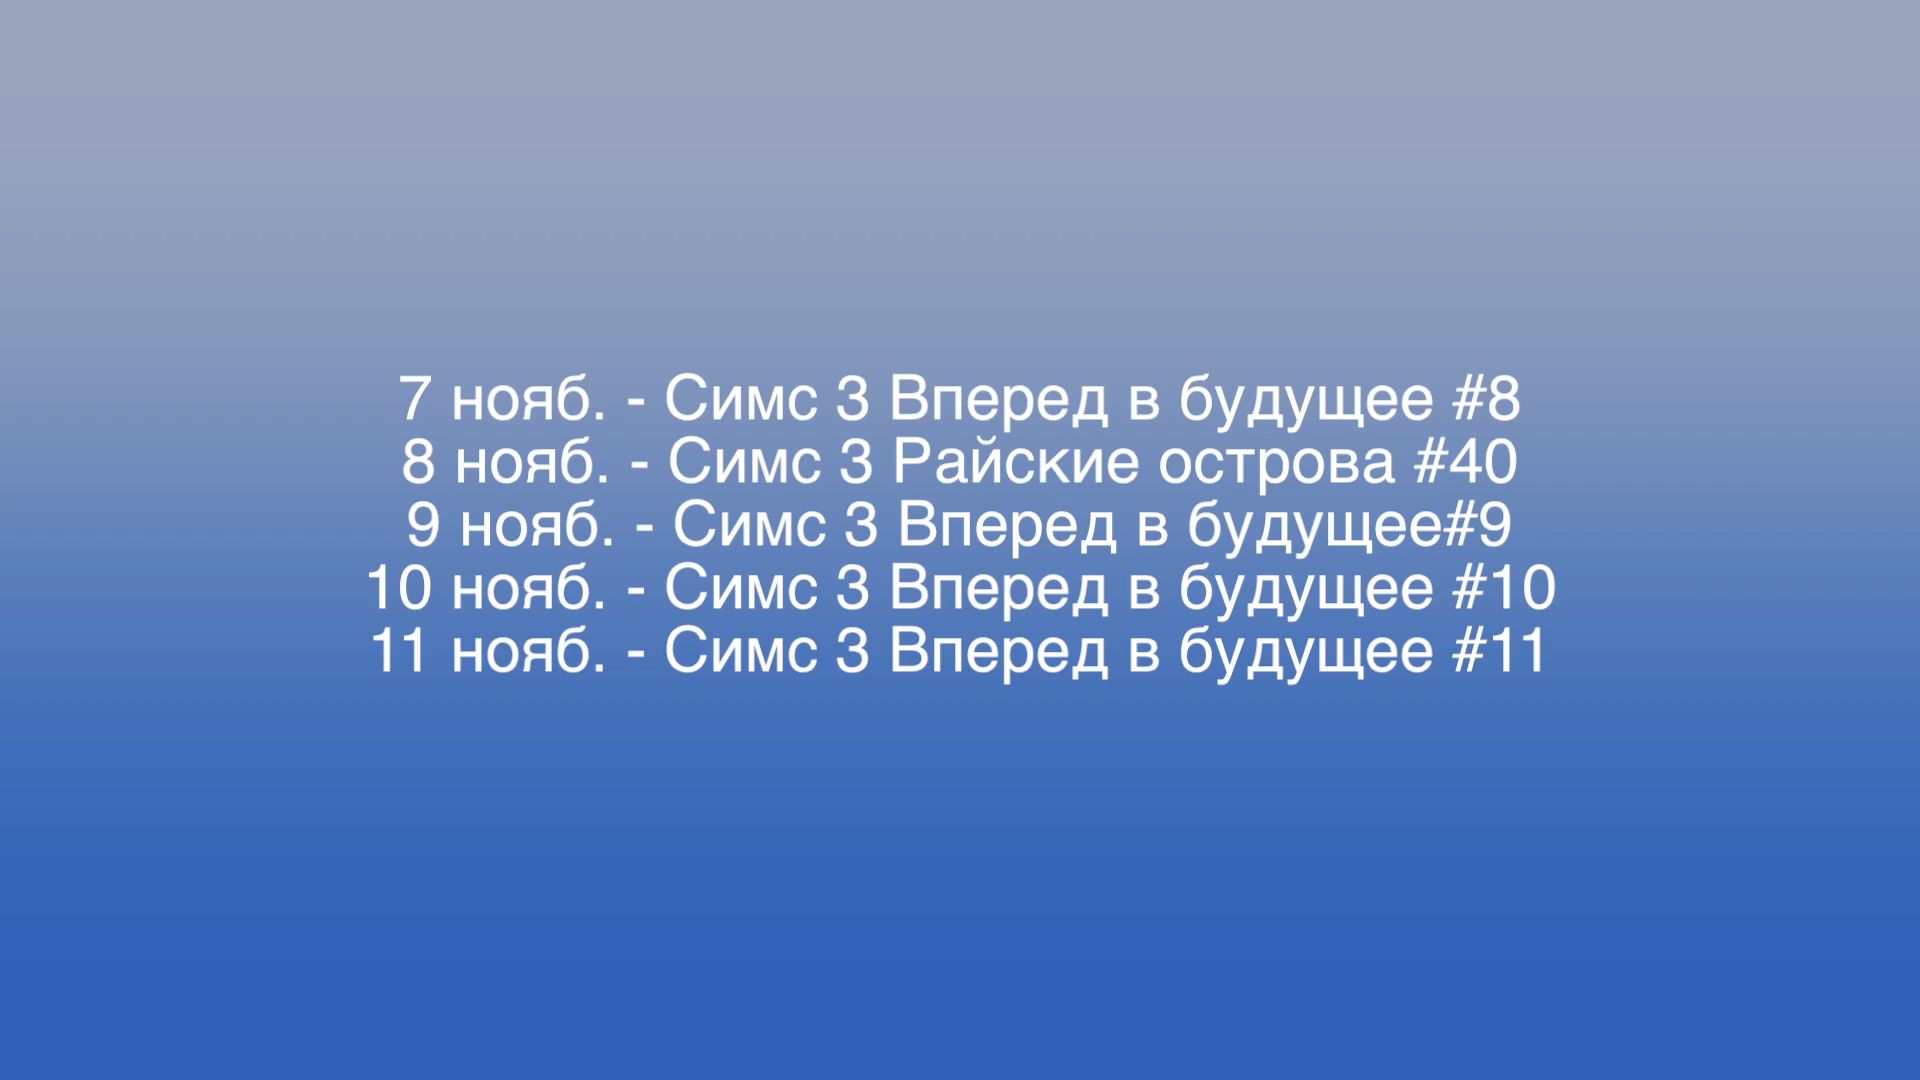 7 нояб. - Симс 3 Вперед в будущее #8
8 нояб. - Симс 3 Райские острова #40
9 нояб. - Симс 3 Вперед в будущее#9
10 нояб. - Симс 3 Вперед в будущее #10
11 нояб. - Симс 3 Вперед в будущее #11